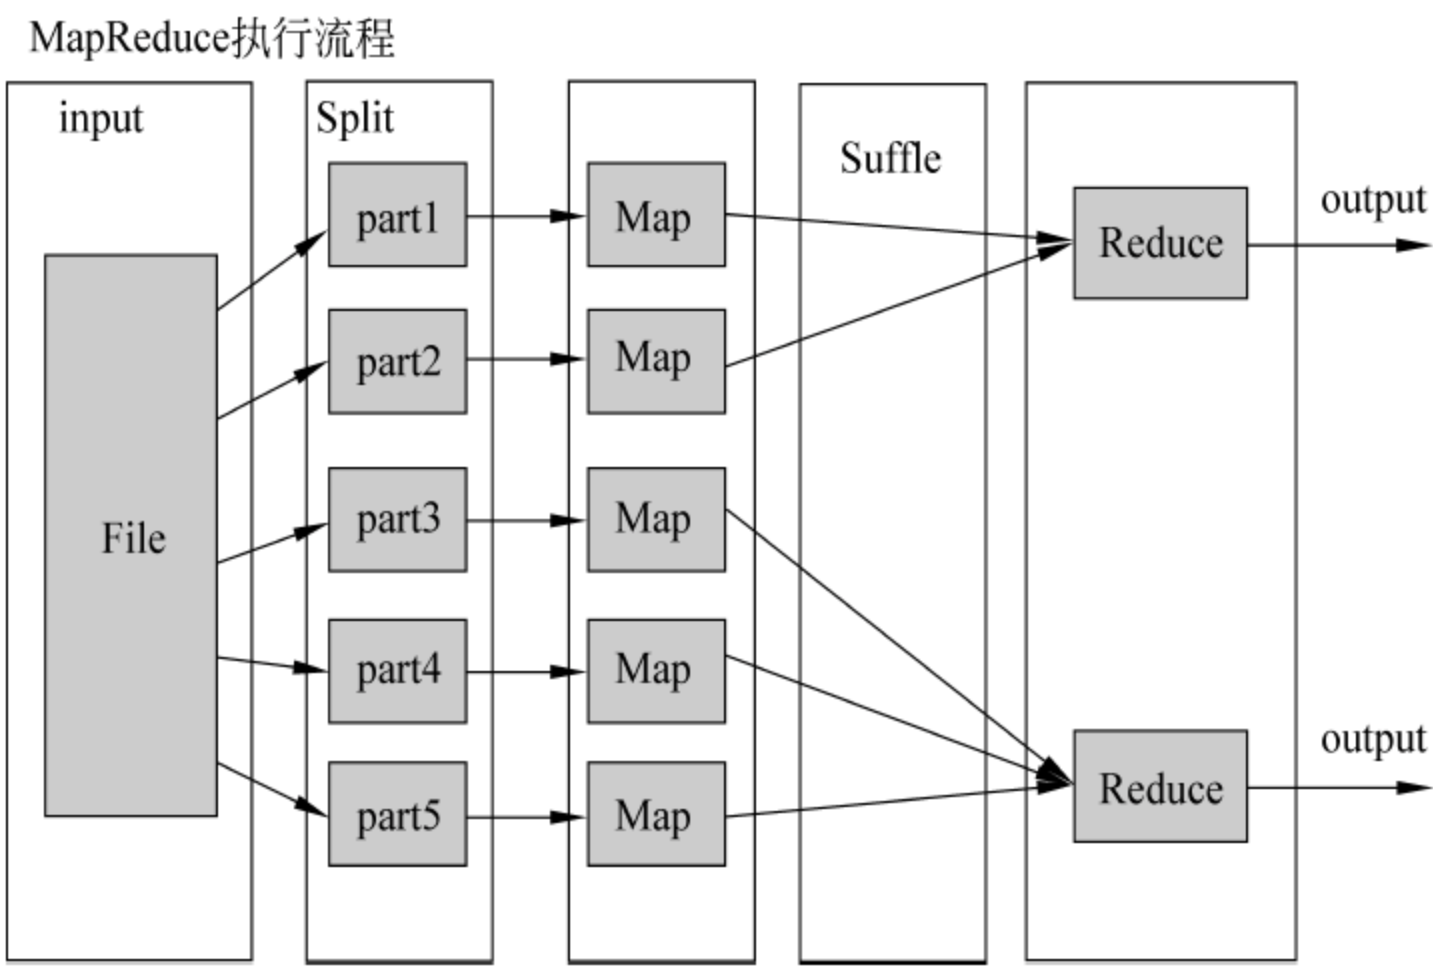 MapReduce执行流程
input
File
Split
part1
part2
part3
part4
part5
Map
Map
Map
Map
Map
Suffle
Reduce
Reduce
output
output